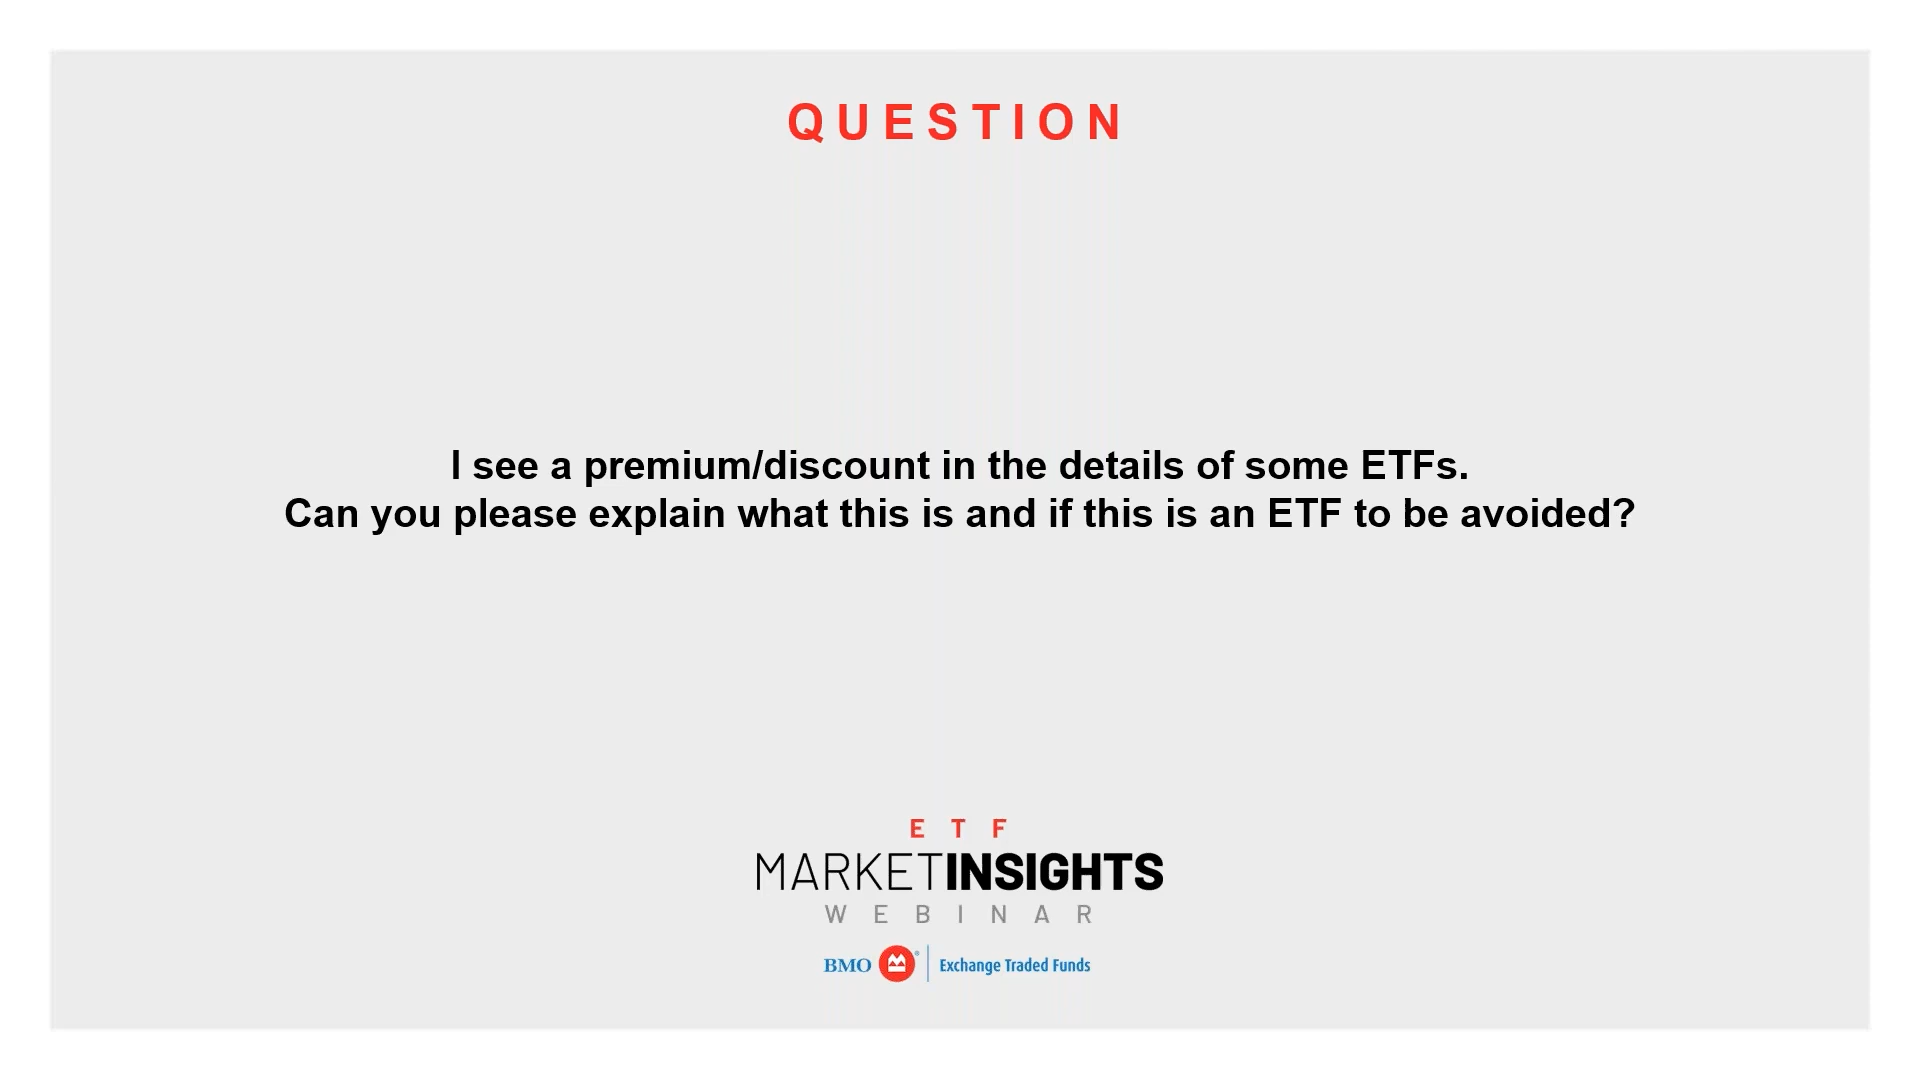 QUESTION
I see a premium/discount in the details of some ETFs.
Can you please explain what this is and if this is an ETF to be avoided?
ETF
MARKETINSIGHTS
WEBINAR
BMO Exchange Traded Funds